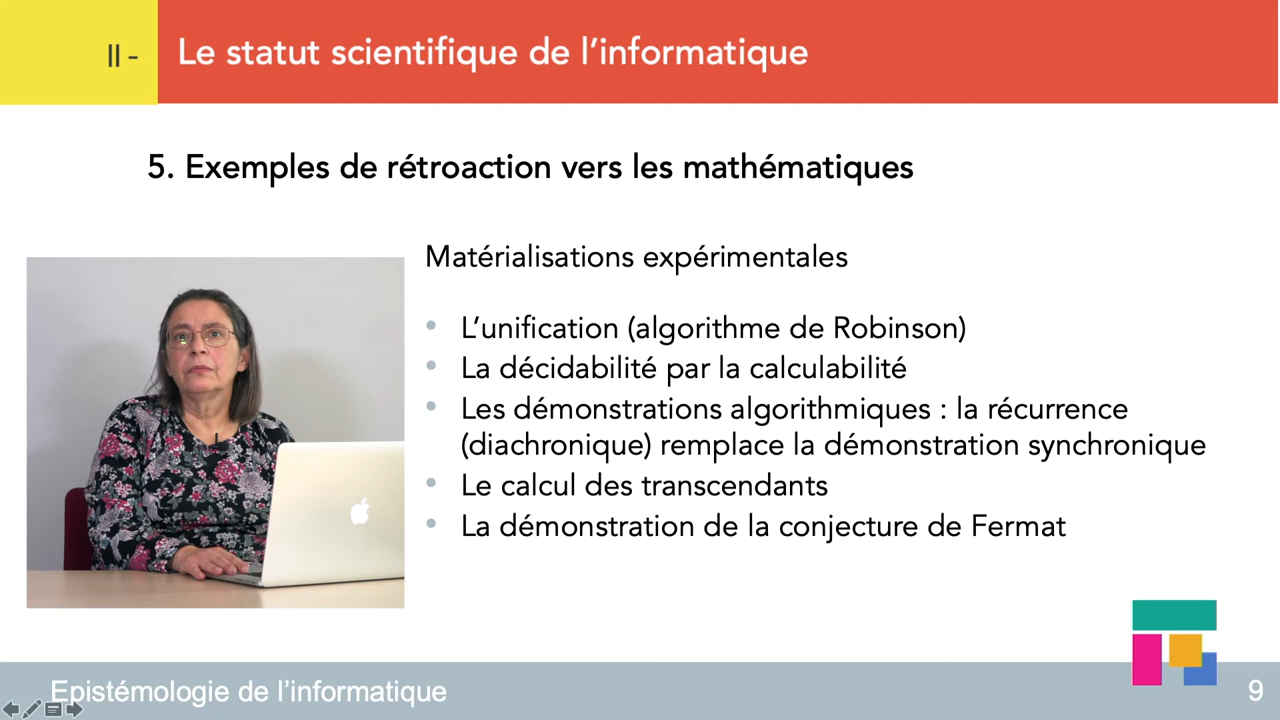 II -
Le statut scientifique de l’informatique
5. Exemples de rétroaction vers les mathématiques
Matérialisations expérimentales
• L’unification (algorithme de Robinson)
• La décidabilité par la calculabilité
• Les démonstrations algorithmiques : la récurrence
(diachronique) remplace la démonstration synchronique
• Le calcul des transcendants
• La démonstration de la conjecture de Fermat
Epistémologie de l’informatique
9